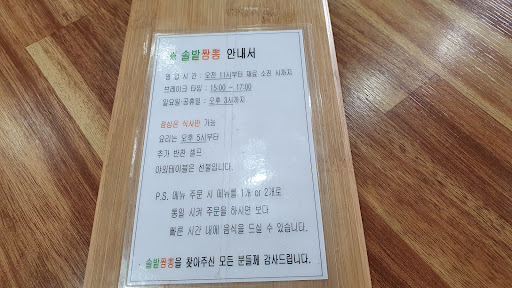 ※ 솔밭짬뽕 안내서
영 업 시 간 : 오전 11시부터 재료 소진 시까지
브레이크 타임 : 15:00 - 17:00
일요일·공휴일 : 오후 3시까지
점심은 식사만 가능
요리는 오후 5시부터
추가 반찬 셀프
야외테이블은 선불입니다.
P.S. 메뉴 주문 시 메뉴를 1개 or 2개로
통일 시켜 주문을 하시면 보다
빠른 시간 내에 음식을 드실 수 있습니다.
솔밭짬뽕을 찾아주신 모든 분들께 감사드립니다.